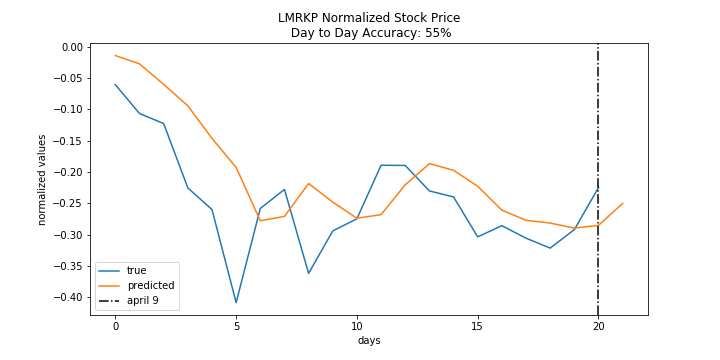 LMRKP Normalized Stock Price
Day to Day Accuracy: 55%
normalized values
0.00
−0.05
−0.10
−0.15
−0.20
−0.25
−0.30
−0.35
−0.40
true
predicted
april 9
0 5 10 15 20
days